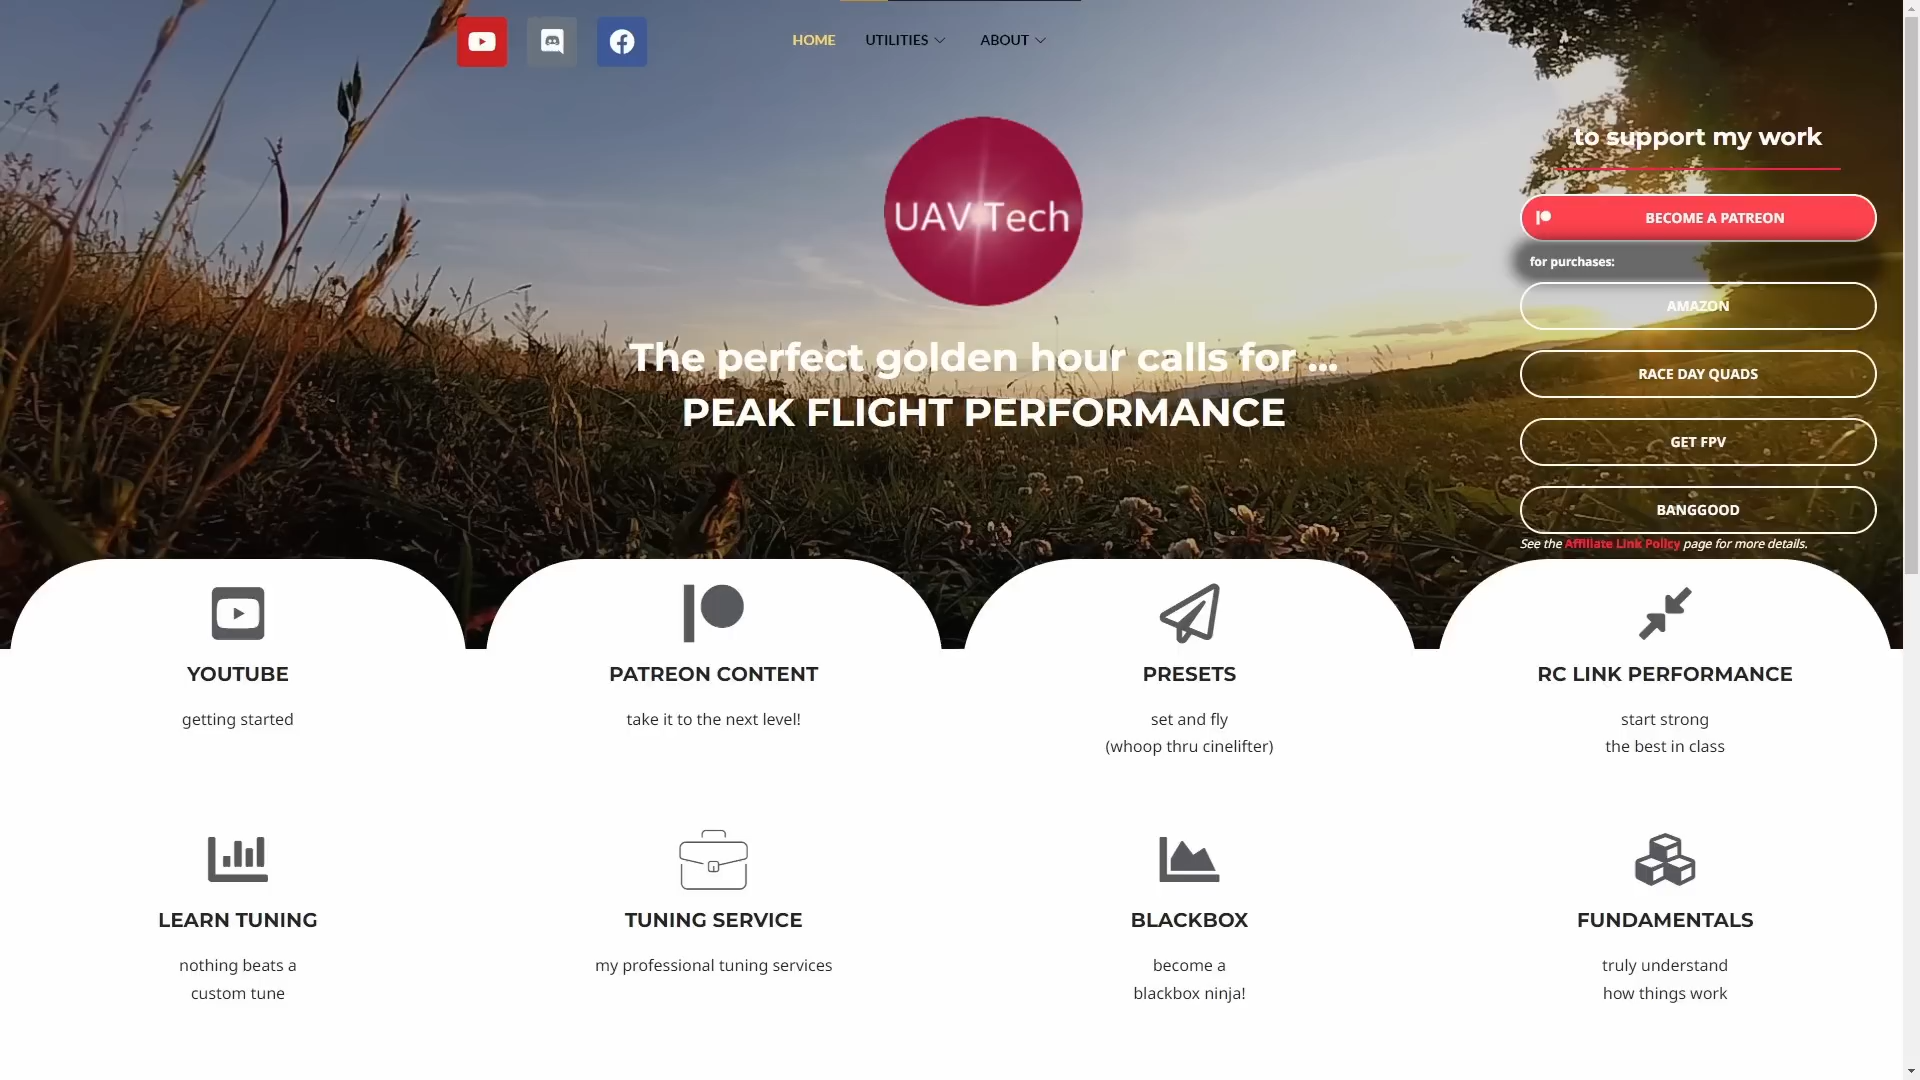 HOME
UTILITIES
ABOUT
UAV Tech
The perfect golden hour calls for ...
PEAK FLIGHT PERFORMANCE
to support my work
BECOME A PATREON
for purchases:
AMAZON
RACE DAY QUADS
GET FPV
BANGGOOD
See the Affiliate Link Policy page for more details.
YOUTUBE
getting started
PATREON CONTENT
take it to the next level!
PRESETS
set and fly
(whoop thru cinelifter)
RC LINK PERFORMANCE
start strong
the best in class
LEARN TUNING
nothing beats a
custom tune
TUNING SERVICE
my professional tuning services
BLACKBOX
become a
blackbox ninja!
FUNDAMENTALS
truly understand
how things work